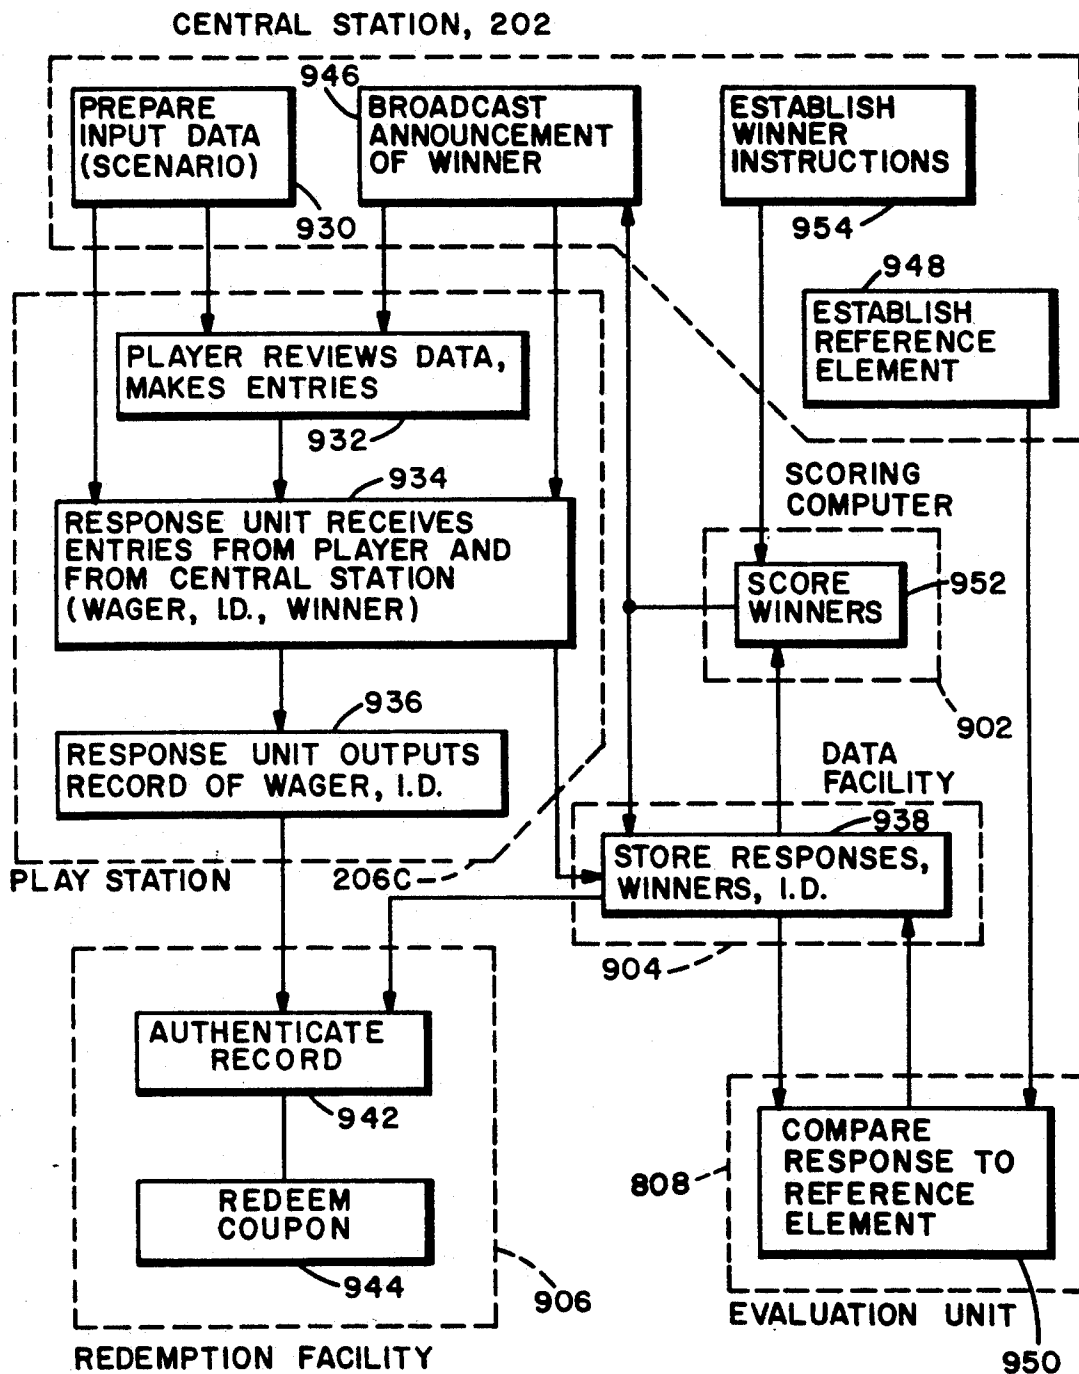 CENTRAL STATION, 202
946
PREPARE
INPUT DATA
(SCENARIO)
930
BROADCAST
ANNOUNCEMENT
OF WINNER
ESTABLISH
WINNER
INSTRUCTIONS
954
948
ESTABLISH
REFERENCE
ELEMENT
PLAYER REVIEWS DATA,
MAKES ENTRIES
932
934
RESPONSE UNIT RECEIVES
ENTRIES FROM PLAYER AND
FROM CENTRAL STATION
(WAGER, I.D., WINNER)
SCORING
COMPUTER
SCORE
WINNERS
952
902
936
RESPONSE UNIT OUTPUTS
RECORD OF WAGER, I.D.
DATA
FACILITY
938
STORE RESPONSES,
WINNERS, I.D.
PLAY STATION
206C
904
AUTHENTICATE
RECORD
942
REDEEM
COUPON
944
906
REDEMPTION FACILITY
808
COMPARE
RESPONSE TO
REFERENCE
ELEMENT
EVALUATION UNIT
950